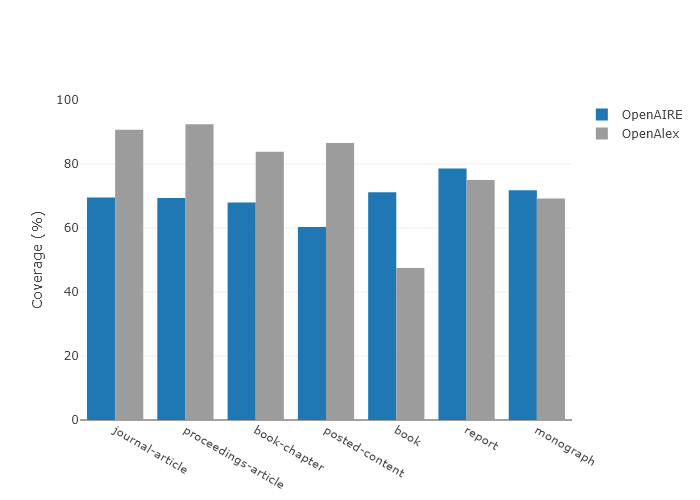 100
80
60
40
20
0
Coverage (%)
journal-article
proceedings-article
book-chapter
posted-content
book
report
monograph
OpenAIRE
OpenAlex